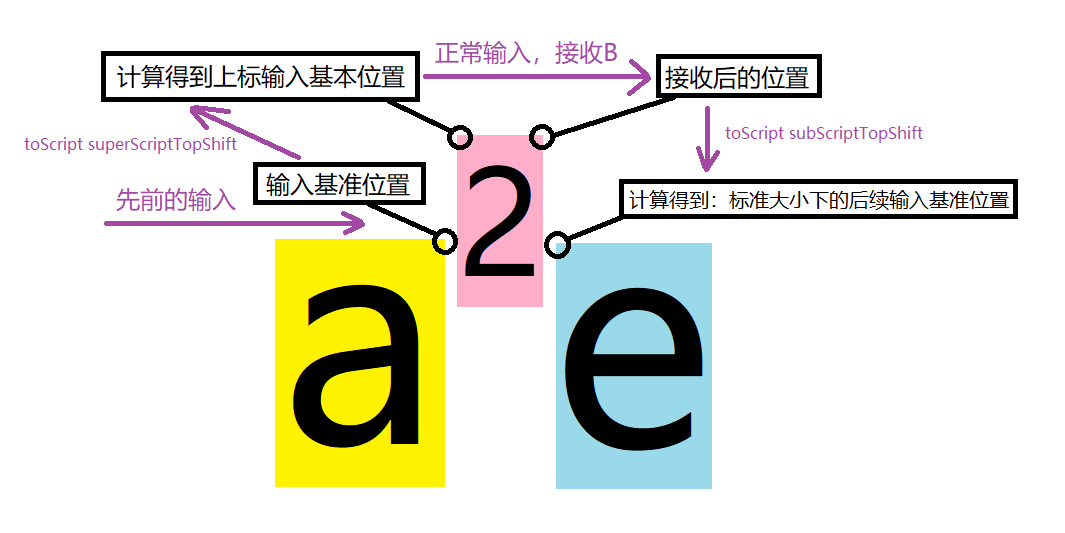 正常输入，接收B
计算得到上标输入基本位置
接收后的位置
toScript superScriptTopShift
toScript subScriptTopShift
输入基准位置
先前的输入
计算得到：标准大小下的后续输入基准位置
2
a
e